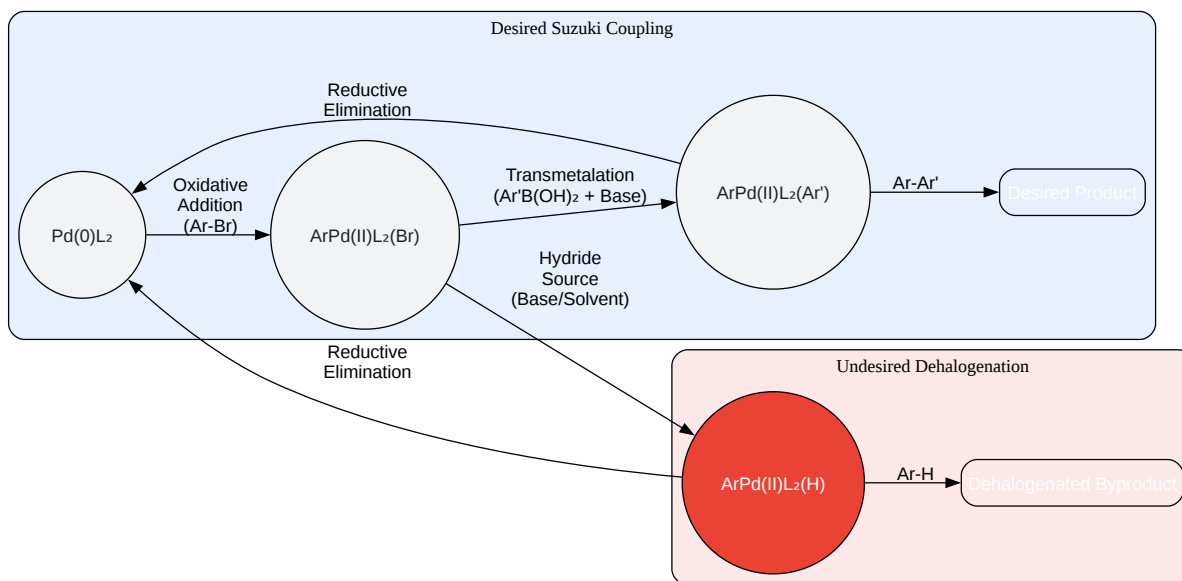 Desired Suzuki Coupling
Reductive
Elimination
Oxidative
Addition
(Ar-Br)
Transmetalation
(Ar'B(OH)₂ + Base)
Ar-Ar'
Pd(0)L₂
ArPd(II)L₂(Br)
ArPd(II)L₂(Ar')
Desired Product
Hydride
Source
(Base/Solvent)
Reductive
Elimination
Undesired Dehalogenation
ArPd(II)L₂(H)
Ar-H
Dehalogenated Byproduct